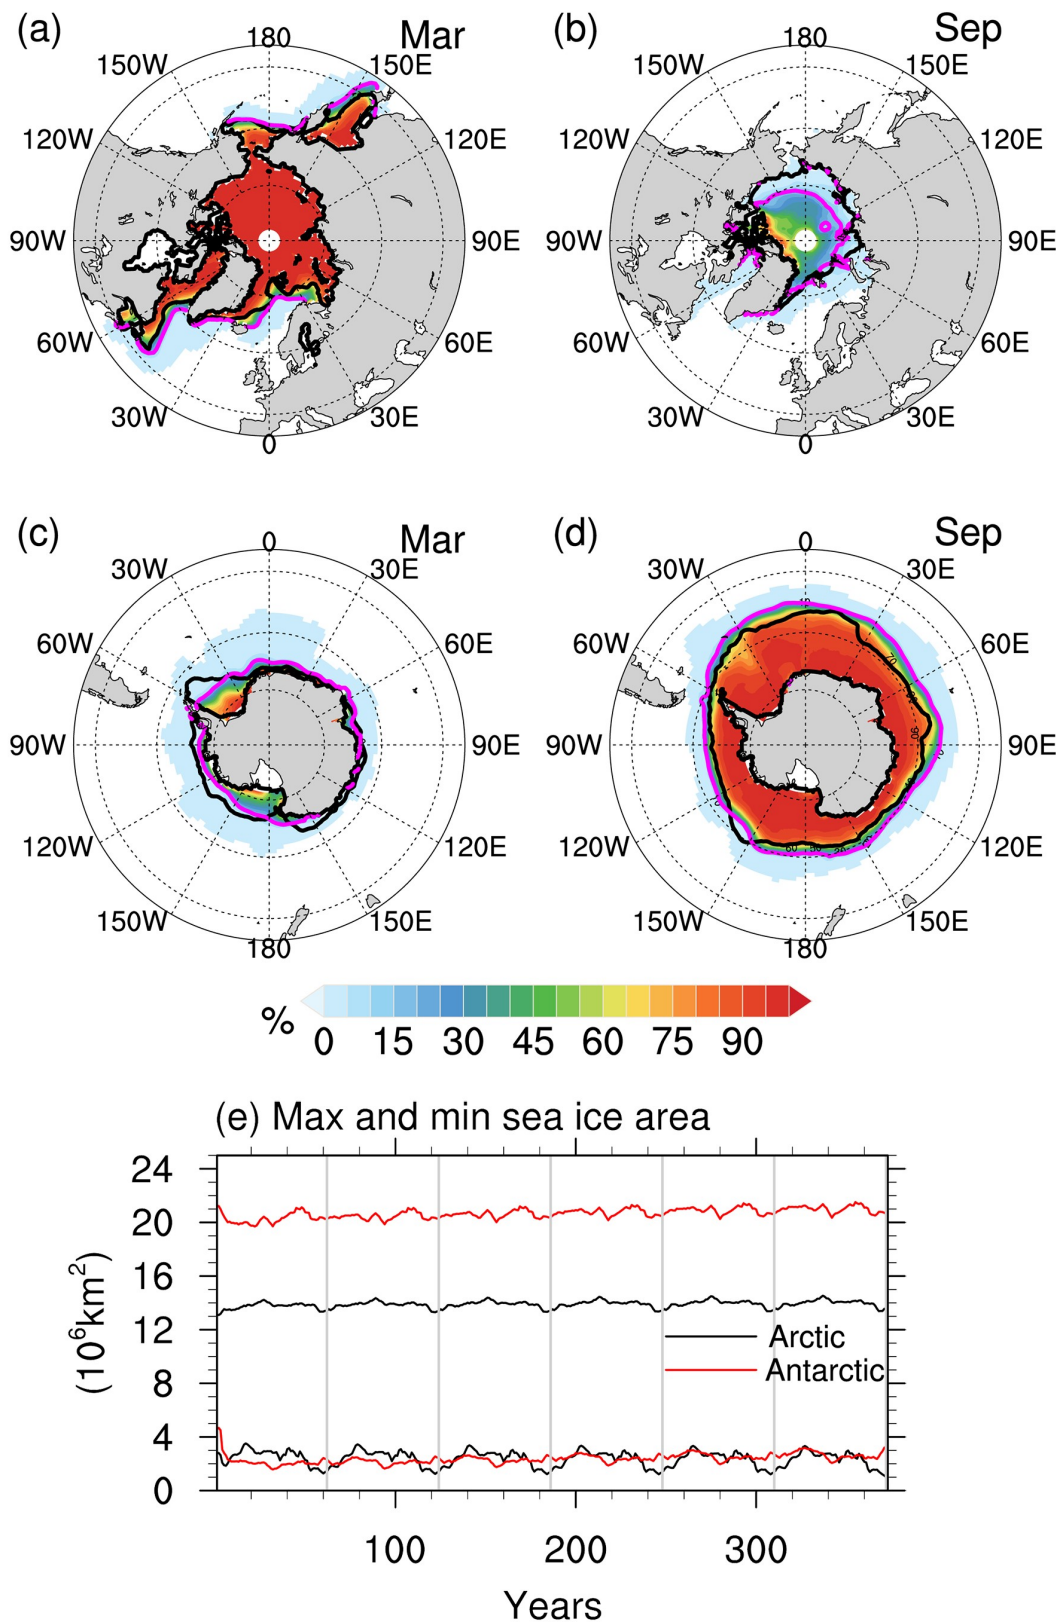 (a) Mar
180
150W 150E
120W 120E
90W 90E
60W 60E
30W 30E
0
(b) Sep
180
150W 150E
120W 120E
90W 90E
60W 60E
30W 30E
0
(c) Mar
0
30W 30E
60W 60E
90W 90E
120W 120E
150W 150E
180
(d) Sep
0
30W 30E
60W 60E
90W 90E
120W 120E
150W 150E
180
% 0 15 30 45 60 75 90
(e) Max and min sea ice area
24
20
16
12
8
4
0
(10⁶km²)
Arctic
Antarctic
100 200 300
Years